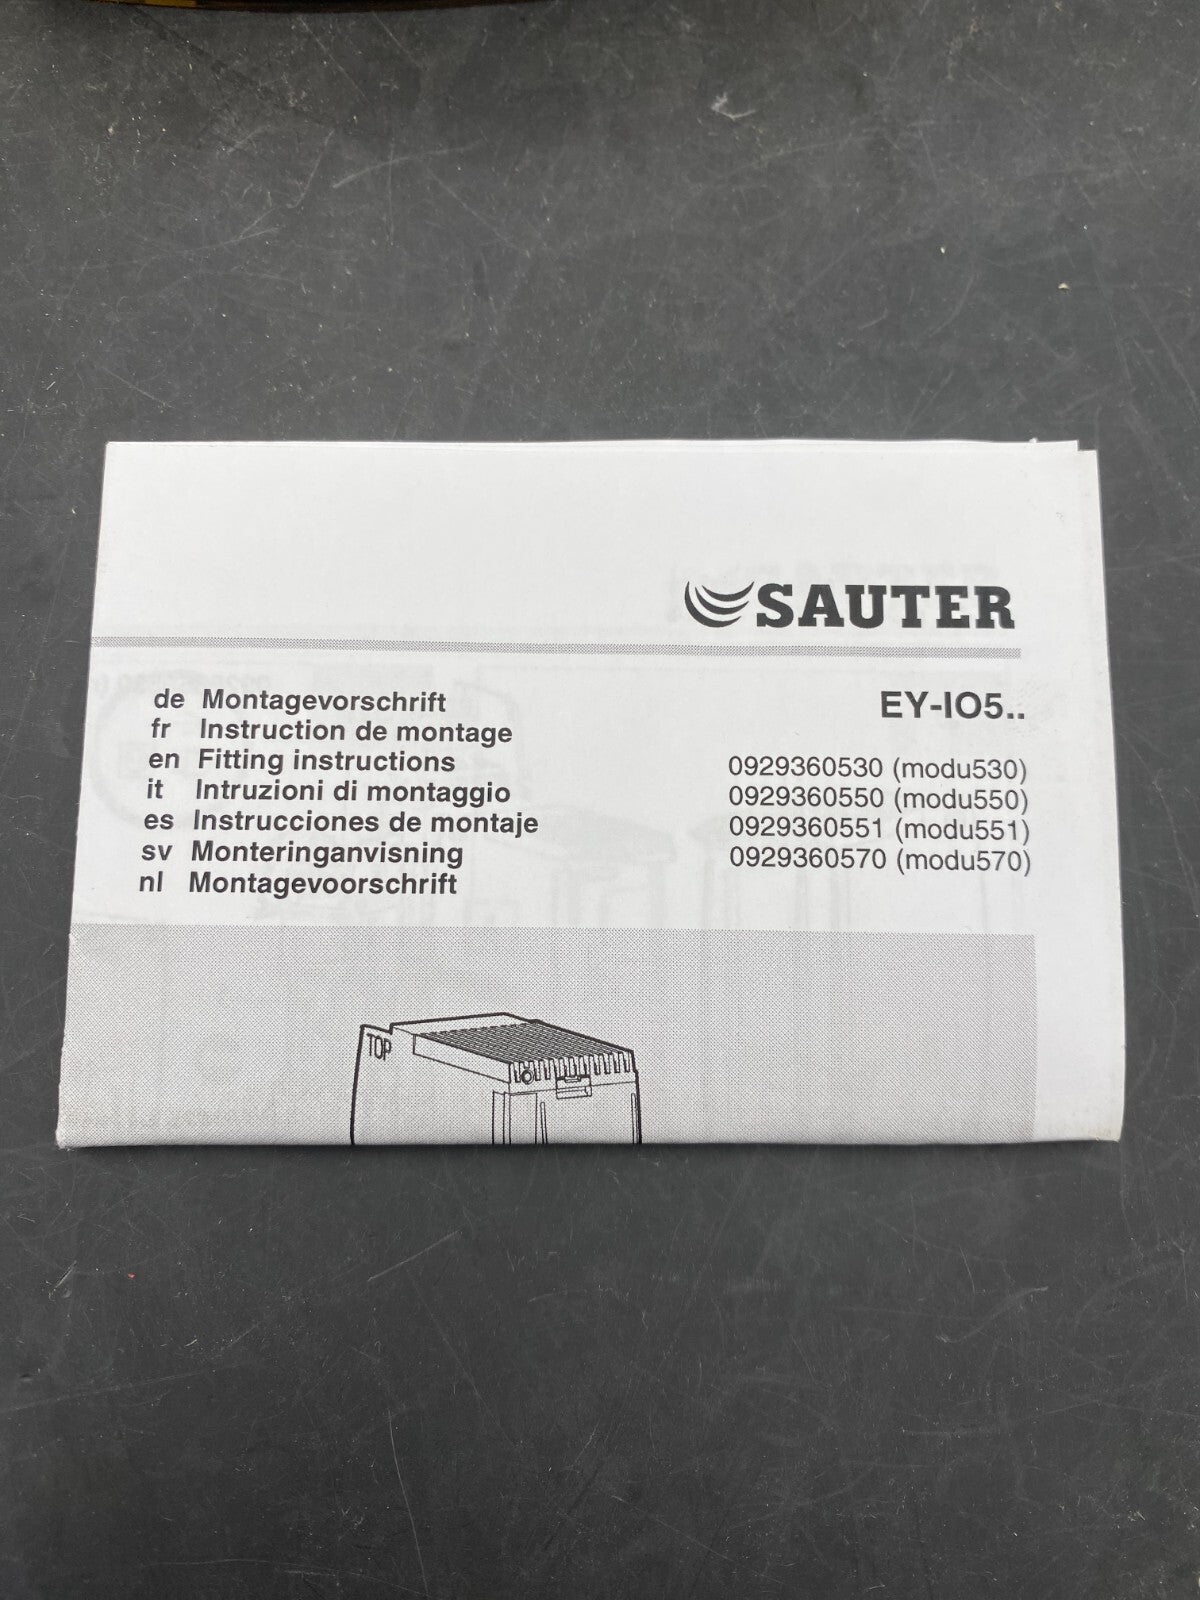 SAUTER
de Montagevorschrift
fr Instruction de montage
en Fitting instructions
it Intruzioni di montaggio
es Instrucciones de montaje
sv Monteringanvisning
nl Montagevoorschrift
EY-IO5..
0929360530 (modu530)
0929360550 (modu550)
0929360551 (modu551)
0929360570 (modu570)
TOP